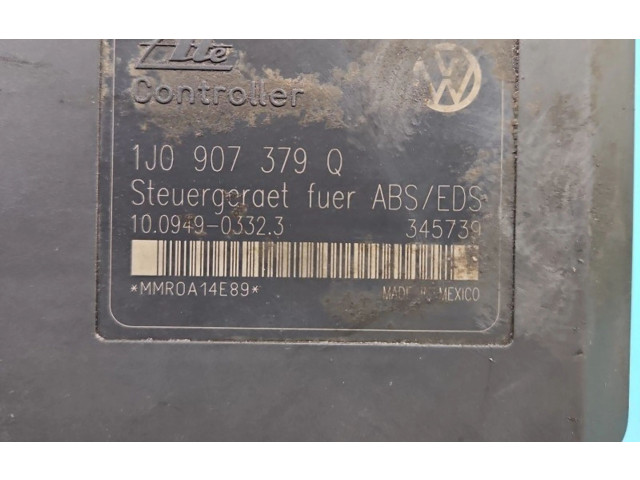 Ate
Controller
1J0 907 379 Q
Steuergeraet fuer ABS/EDS
10.0949-0332.3 345739
*MMR0A14E89*
MADE IN MEXICO